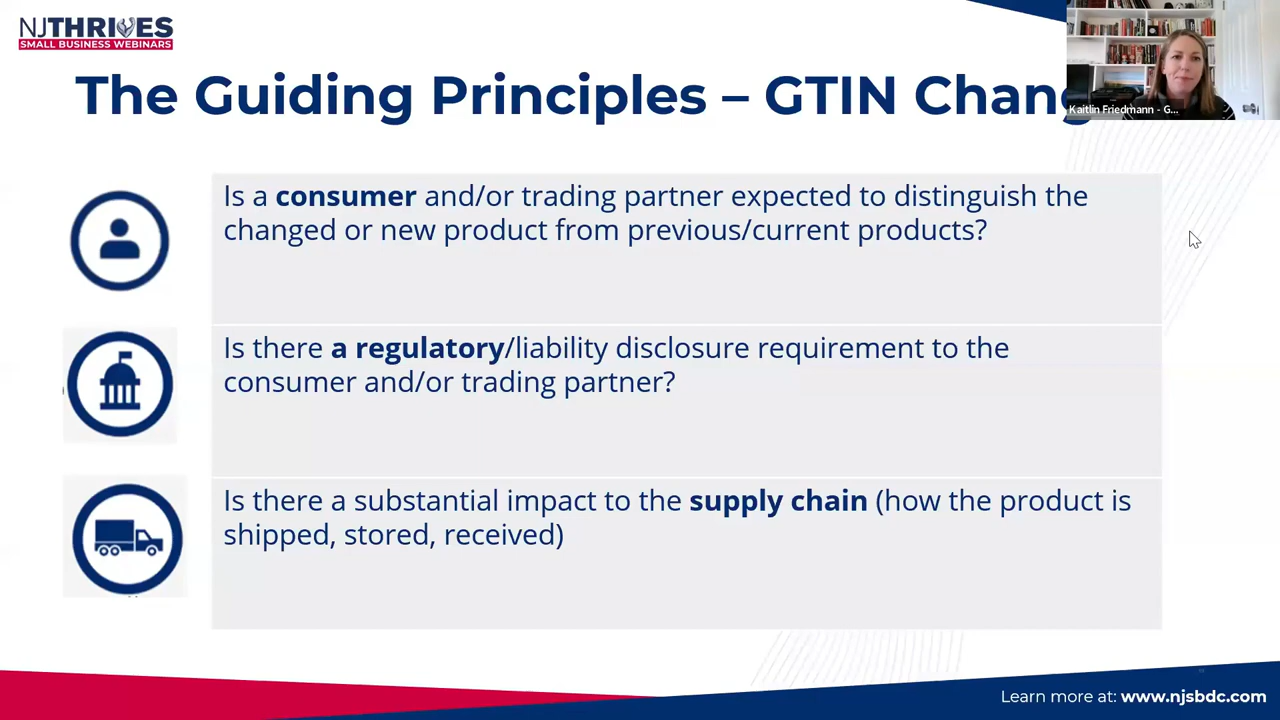 NJTHRIVES
SMALL BUSINESS WEBINARS
The Guiding Principles – GTIN Chang
Kaitlin Friedmann - G...
Is a consumer and/or trading partner expected to distinguish the
changed or new product from previous/current products?
Is there a regulatory/liability disclosure requirement to the
consumer and/or trading partner?
Is there a substantial impact to the supply chain (how the product is
shipped, stored, received)
Learn more at: www.njsbdc.com